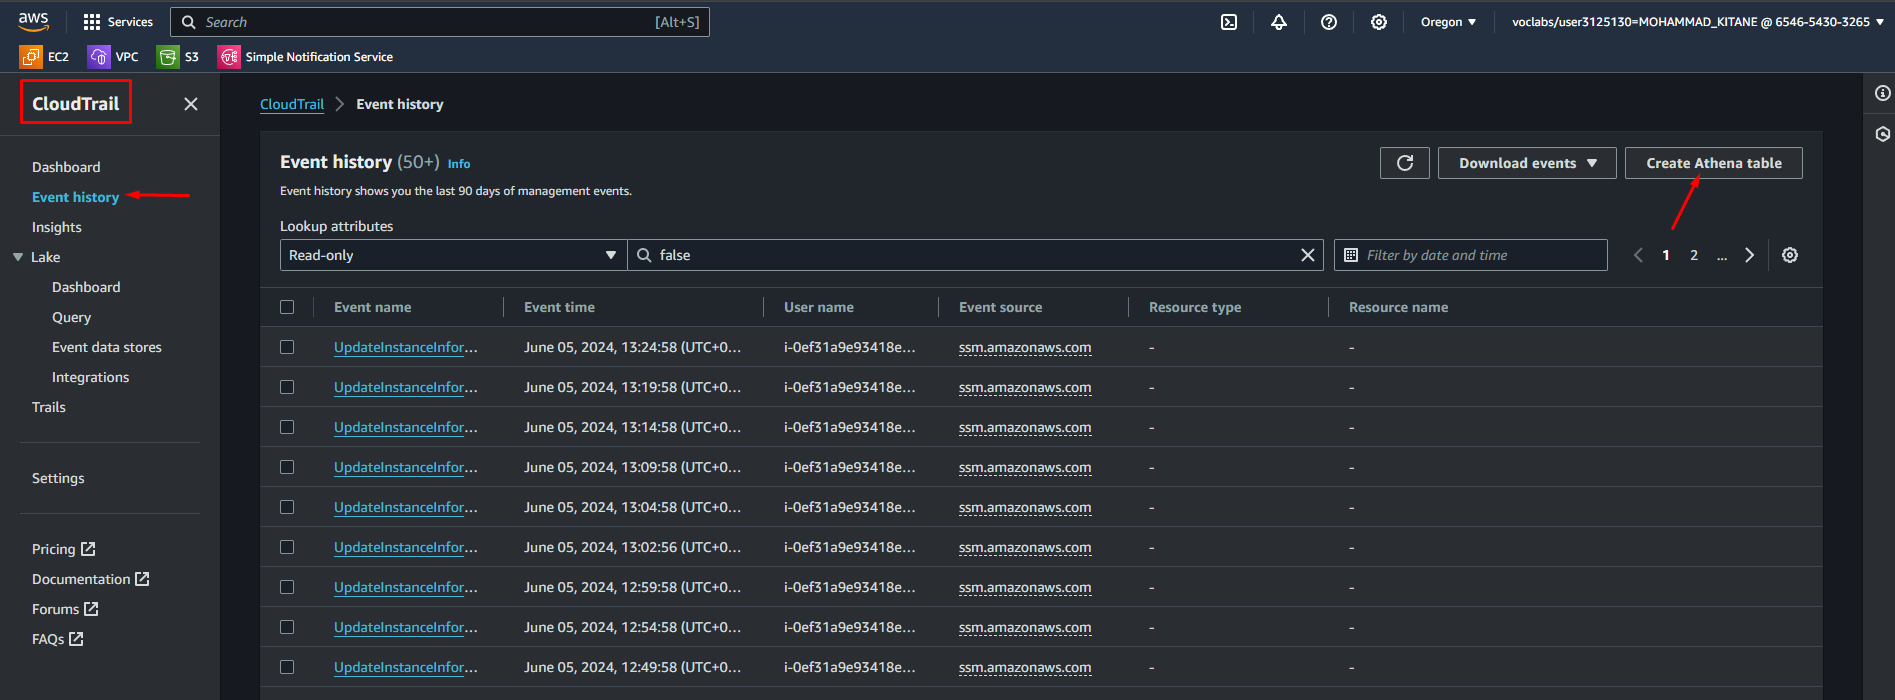 aws Services Search [Alt+S] Oregon voclabs/user3125130=MOHAMMAD_KITANE @ 6546-5430-3265
EC2 VPC S3 Simple Notification Service
CloudTrail
Dashboard
Event history
Insights
Lake
Dashboard
Query
Event data stores
Integrations
Trails
Settings
Pricing
Documentation
Forums
FAQs
CloudTrail Event history
Event history (50+) Info
Event history shows you the last 90 days of management events.
Download events Create Athena table
Lookup attributes
Read-only false Filter by date and time 1 2 ...
Event name Event time User name Event source Resource type Resource name
UpdateInstanceInfor... June 05, 2024, 13:24:58 (UTC+0... i-0ef31a9e93418e... ssm.amazonaws.com - -
UpdateInstanceInfor... June 05, 2024, 13:19:58 (UTC+0... i-0ef31a9e93418e... ssm.amazonaws.com - -
UpdateInstanceInfor... June 05, 2024, 13:14:58 (UTC+0... i-0ef31a9e93418e... ssm.amazonaws.com - -
UpdateInstanceInfor... June 05, 2024, 13:09:58 (UTC+0... i-0ef31a9e93418e... ssm.amazonaws.com - -
UpdateInstanceInfor... June 05, 2024, 13:04:58 (UTC+0... i-0ef31a9e93418e... ssm.amazonaws.com - -
UpdateInstanceInfor... June 05, 2024, 13:02:56 (UTC+0... i-0ef31a9e93418e... ssm.amazonaws.com - -
UpdateInstanceInfor... June 05, 2024, 12:59:58 (UTC+0... i-0ef31a9e93418e... ssm.amazonaws.com - -
UpdateInstanceInfor... June 05, 2024, 12:54:58 (UTC+0... i-0ef31a9e93418e... ssm.amazonaws.com - -
UpdateInstanceInfor... June 05, 2024, 12:49:58 (UTC+0... i-0ef31a9e93418e... ssm.amazonaws.com - -